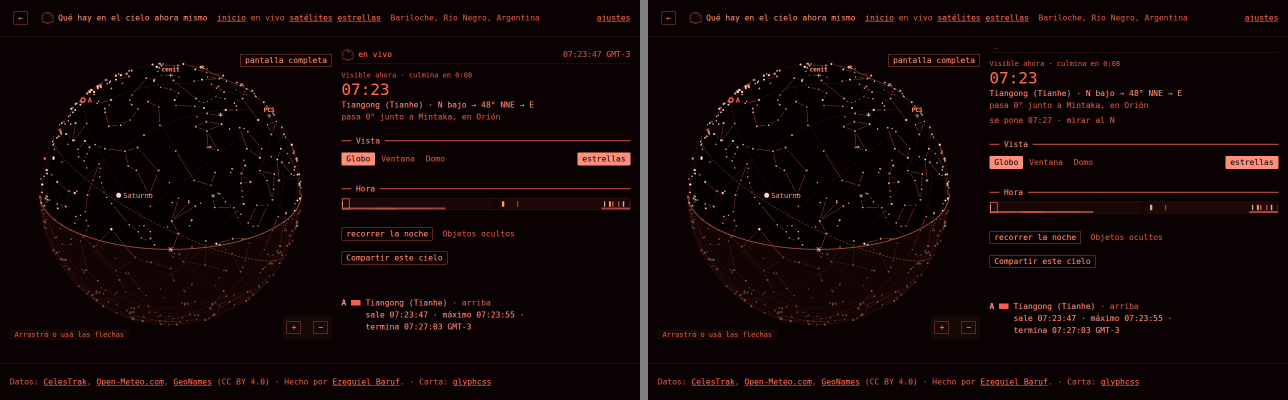 ← Qué hay en el cielo ahora mismo inicio en vivo satélites estrellas Bariloche, Río Negro, Argentina ajustes
pantalla completa
cenit
A
PCS
Saturno
Arrastrá o usá las flechas
+ −
en vivo 07:23:47 GMT-3
Visible ahora · culmina en 0:08
07:23
Tiangong (Tianhe) · N bajo → 48° NNE → E
pasa 0° junto a Mintaka, en Orión
Vista
Globo Ventana Domo estrellas
Hora
recorrer la noche Objetos ocultos
Compartir este cielo
A Tiangong (Tianhe) · arriba
sale 07:23:47 · máximo 07:23:55 ·
termina 07:27:03 GMT-3
Datos: CelesTrak, Open-Meteo.com, GeoNames (CC BY 4.0) · Hecho por Ezequiel Baruf. · Carta: glyphcss
← Qué hay en el cielo ahora mismo inicio en vivo satélites estrellas Bariloche, Río Negro, Argentina ajustes
pantalla completa
cenit
A
PCS
Saturno
Arrastrá o usá las flechas
+ −
Visible ahora · culmina en 0:08
07:23
Tiangong (Tianhe) · N bajo → 48° NNE → E
pasa 0° junto a Mintaka, en Orión
se pone 07:27 · mirar al N
Vista
Globo Ventana Domo estrellas
Hora
recorrer la noche Objetos ocultos
Compartir este cielo
A Tiangong (Tianhe) · arriba
sale 07:23:47 · máximo 07:23:55 ·
termina 07:27:03 GMT-3
Datos: CelesTrak, Open-Meteo.com, GeoNames (CC BY 4.0) · Hecho por Ezequiel Baruf. · Carta: glyphcss